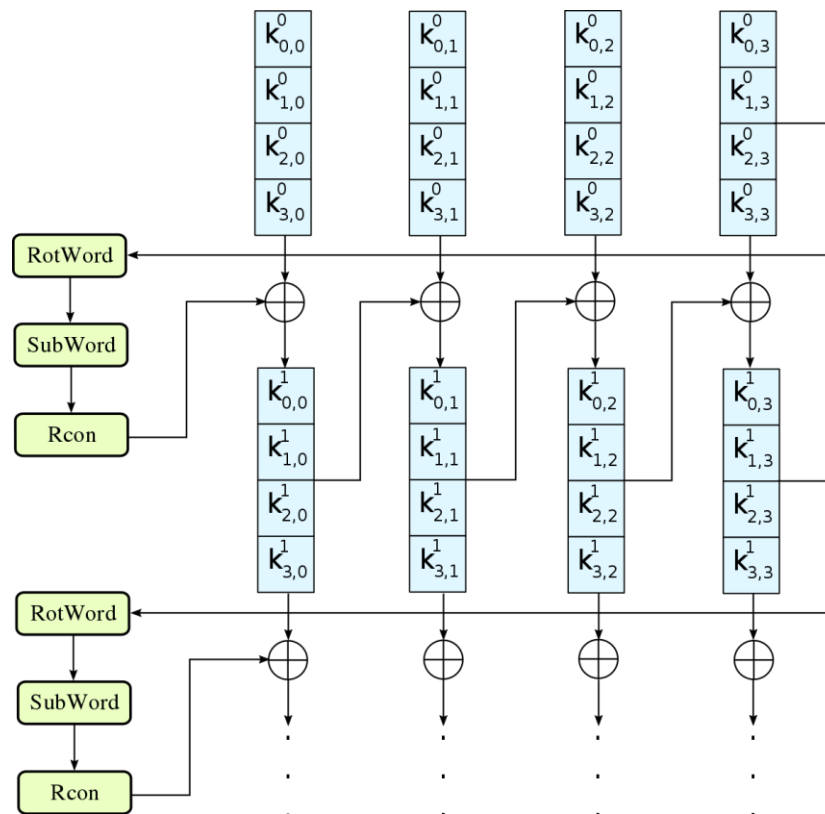 k⁰₀,₀ k⁰₀,₁ k⁰₀,₂ k⁰₀,₃
k⁰₁,₀ k⁰₁,₁ k⁰₁,₂ k⁰₁,₃
k⁰₂,₀ k⁰₂,₁ k⁰₂,₂ k⁰₂,₃
k⁰₃,₀ k⁰₃,₁ k⁰₃,₂ k⁰₃,₃
RotWord
SubWord
Rcon
k¹₀,₀ k¹₀,₁ k¹₀,₂ k¹₀,₃
k¹₁,₀ k¹₁,₁ k¹₁,₂ k¹₁,₃
k¹₂,₀ k¹₂,₁ k¹₂,₂ k¹₂,₃
k¹₃,₀ k¹₃,₁ k¹₃,₂ k¹₃,₃
RotWord
SubWord
Rcon